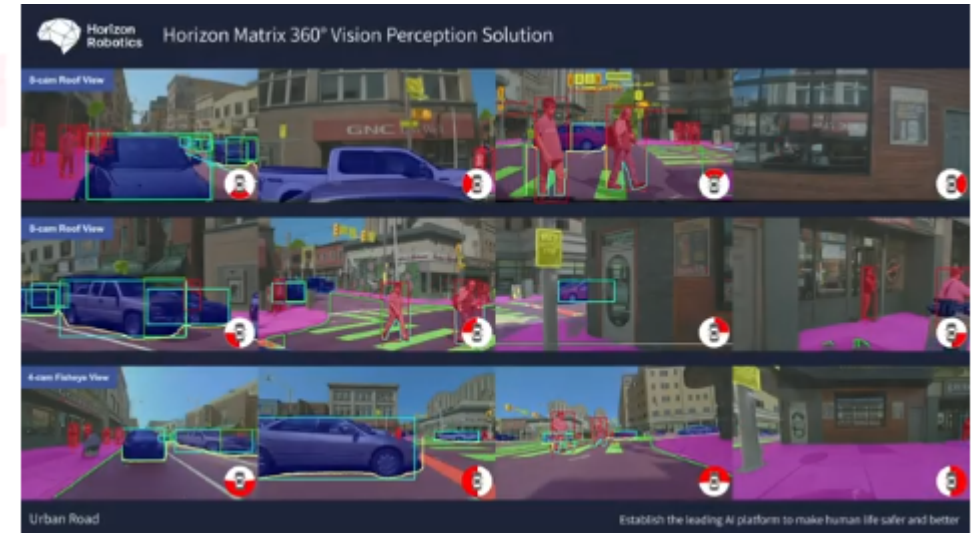 Horizon
Robotics
Horizon Matrix 360° Vision Perception Solution
8-cam Roof View
GNC
8-cam Roof View
4-cam Fisheye View
Urban Road
Establish the leading AI platform to make human life safer and better